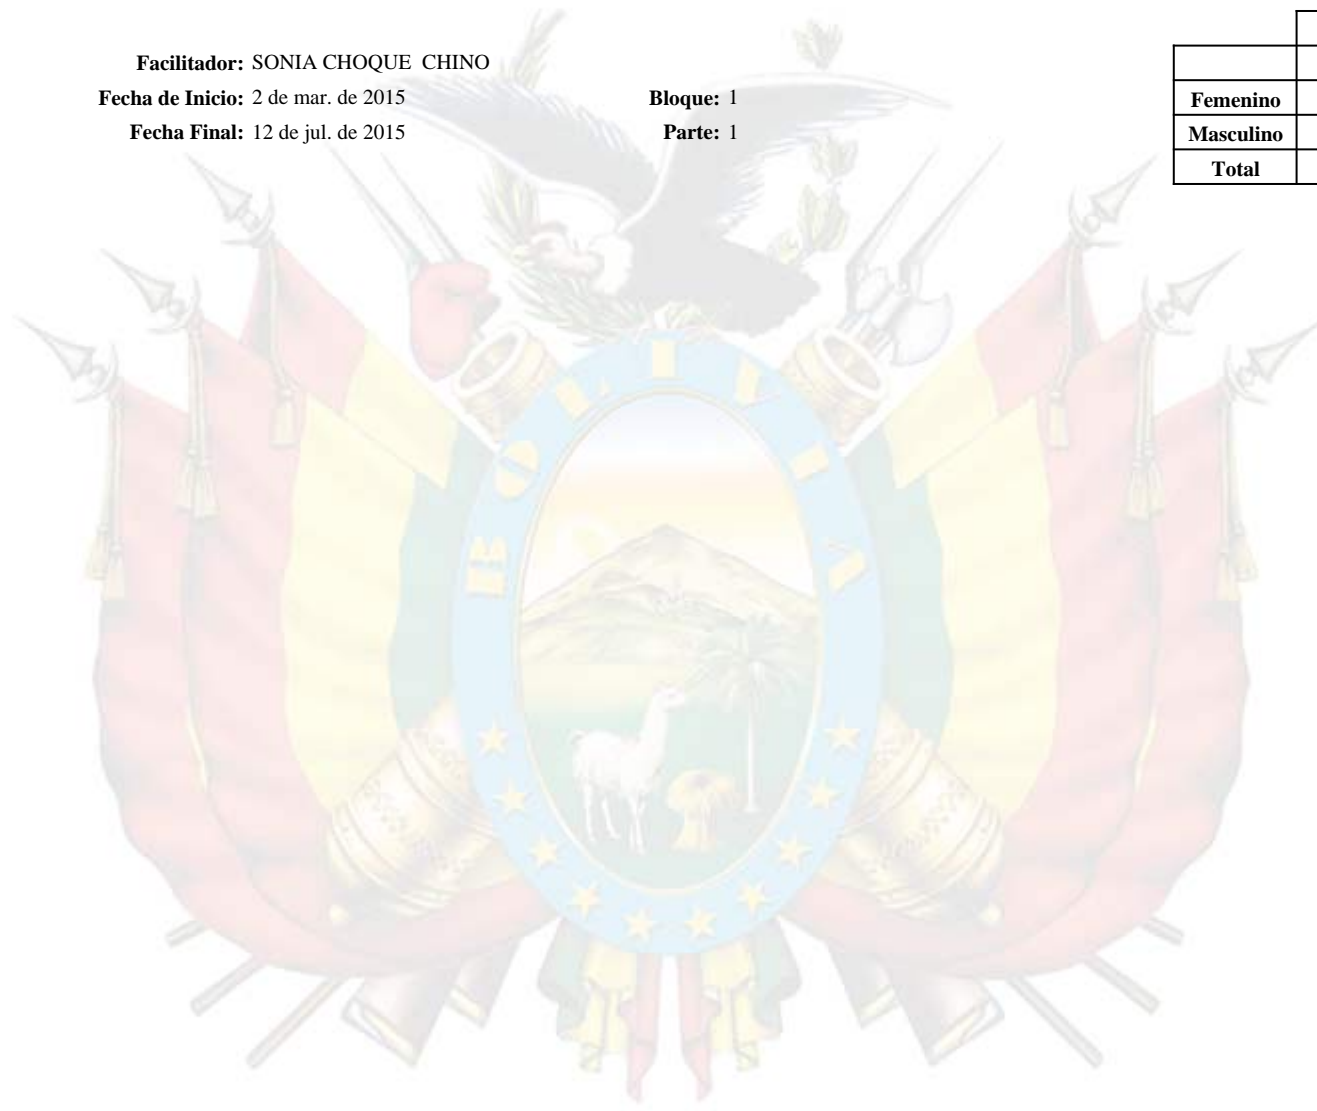 Facilitador: SONIA CHOQUE CHINO
Fecha de Inicio: 2 de mar. de 2015
Bloque: 1
Fecha Final: 12 de jul. de 2015
Parte: 1
Femenino
Masculino
Total
BOLIVIA